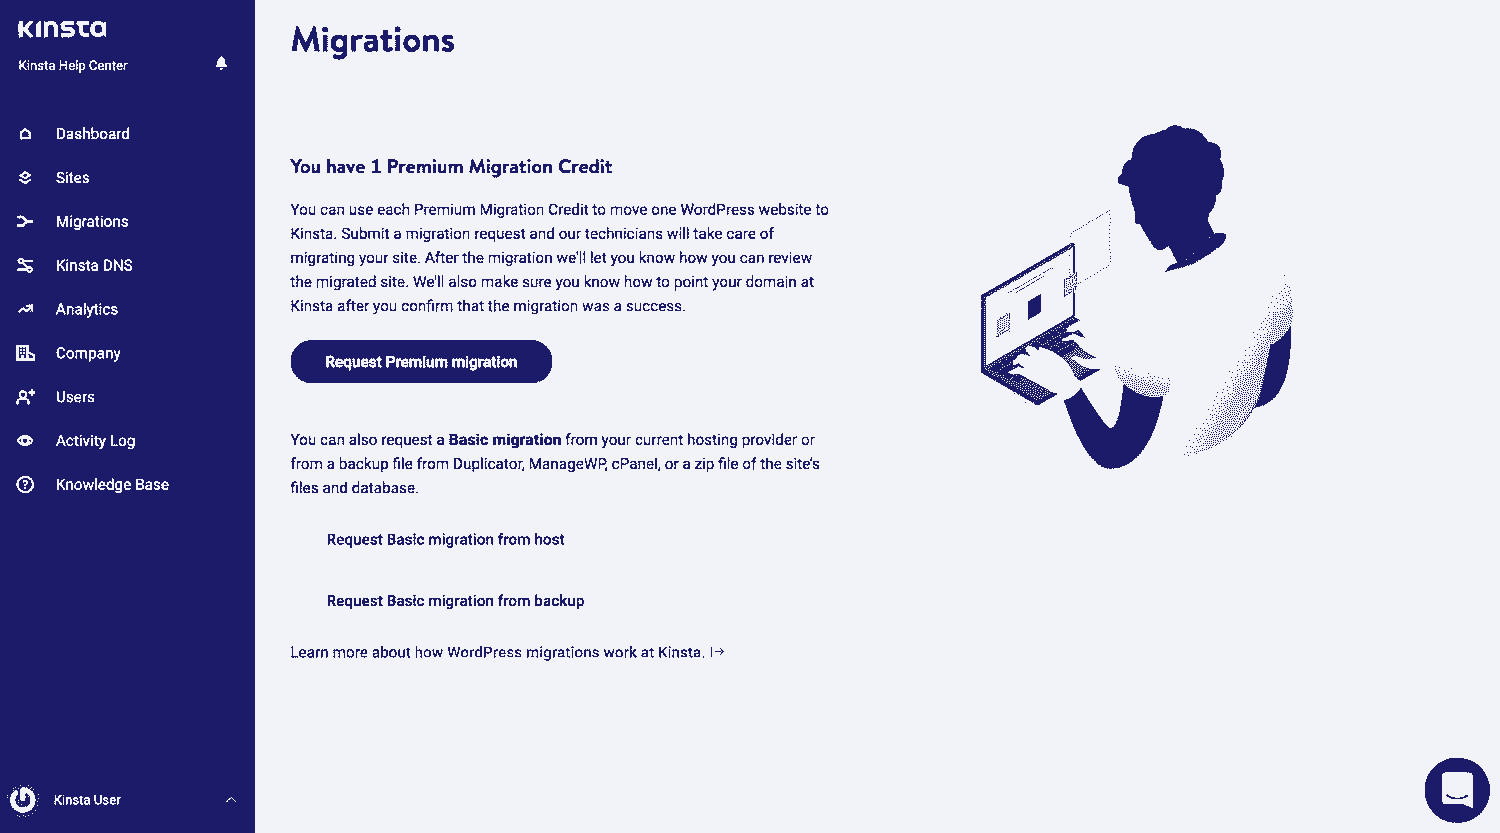 Kinsta
Kinsta Help Center
Dashboard
Sites
Migrations
Kinsta DNS
Analytics
Company
Users
Activity Log
Knowledge Base
Kinsta User
Migrations
You have 1 Premium Migration Credit
You can use each Premium Migration Credit to move one WordPress website to
Kinsta. Submit a migration request and our technicians will take care of
migrating your site. After the migration we'll let you know how you can review
the migrated site. We'll also make sure you know how to point your domain at
Kinsta after you confirm that the migration was a success.
Request Premium migration
You can also request a Basic migration from your current hosting provider or
from a backup file from Duplicator, ManageWP, cPanel, or a zip file of the site's
files and database.
Request Basic migration from host
Request Basic migration from backup
Learn more about how WordPress migrations work at Kinsta.